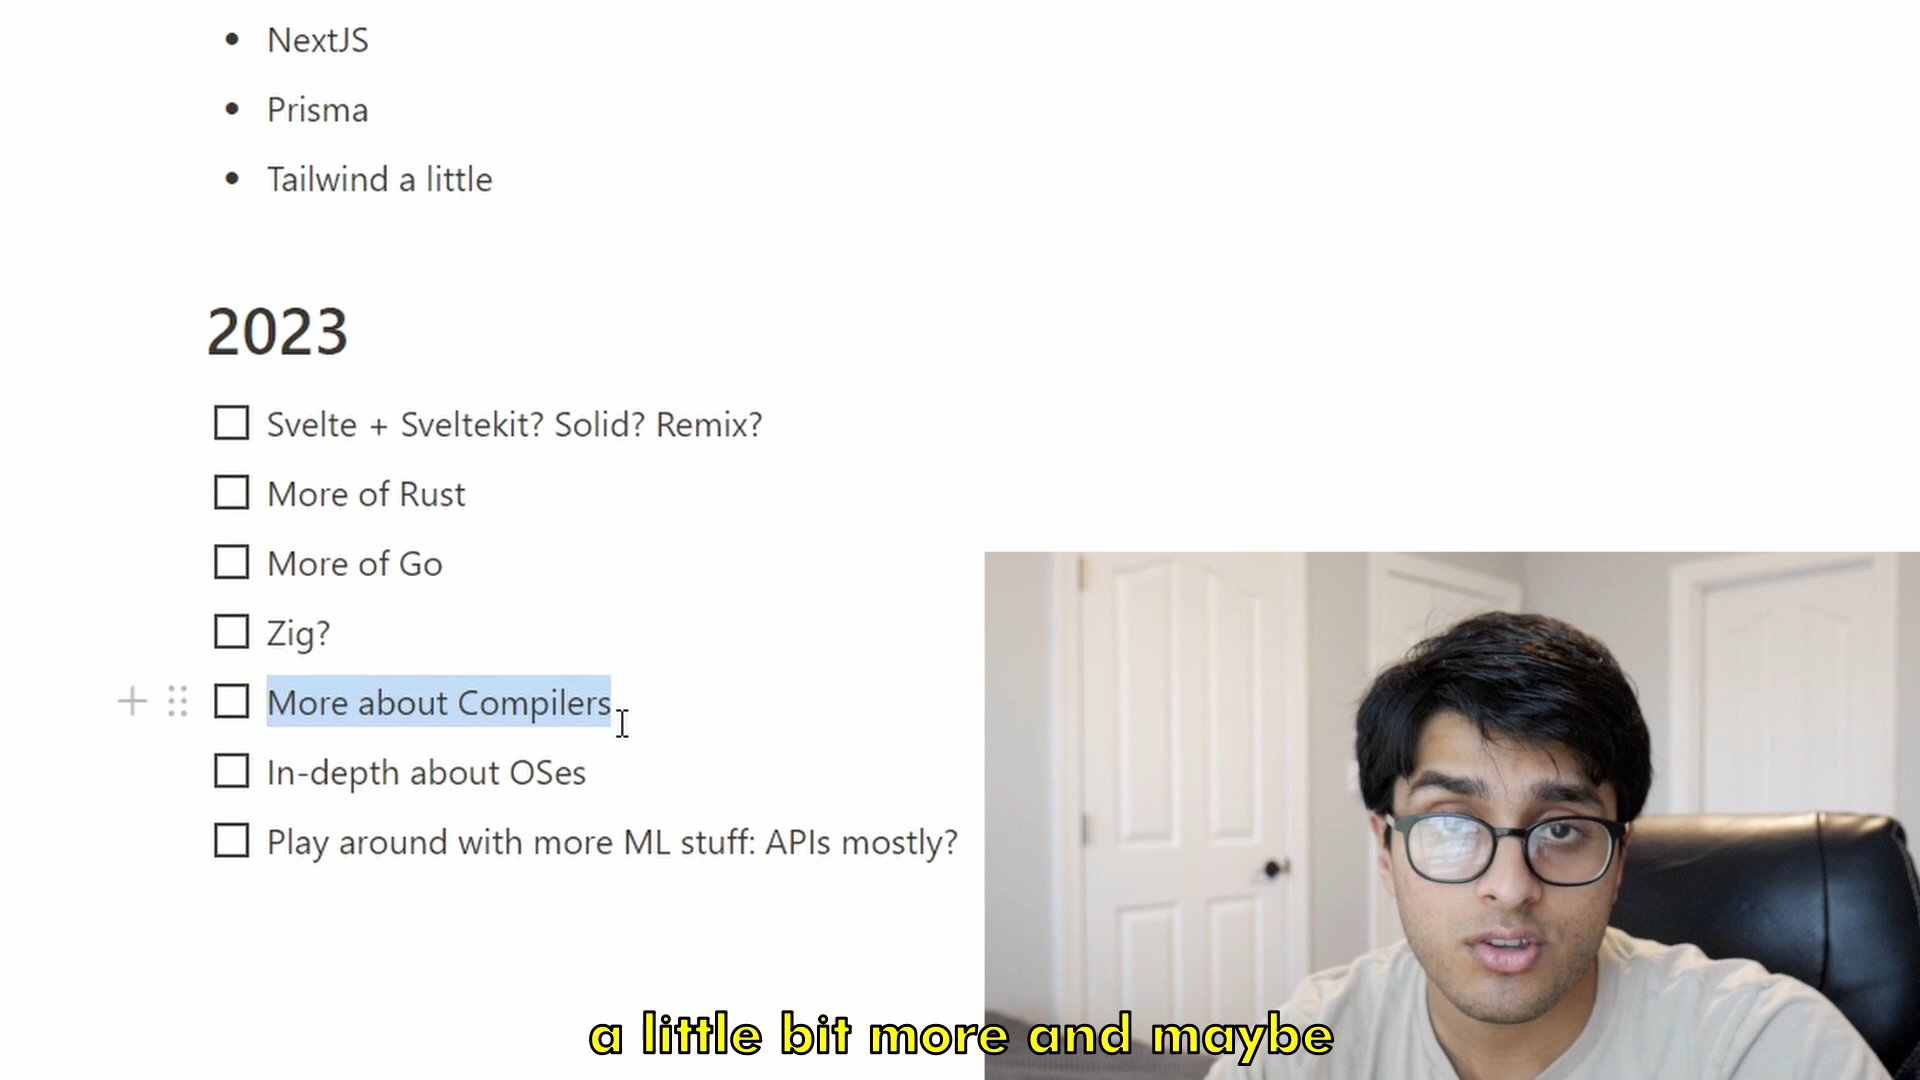 NextJS
Prisma
Tailwind a little
2023
Svelte + Sveltekit? Solid? Remix?
More of Rust
More of Go
Zig?
More about Compilers
In-depth about OSes
Play around with more ML stuff: APIs mostly?
a little bit more and maybe